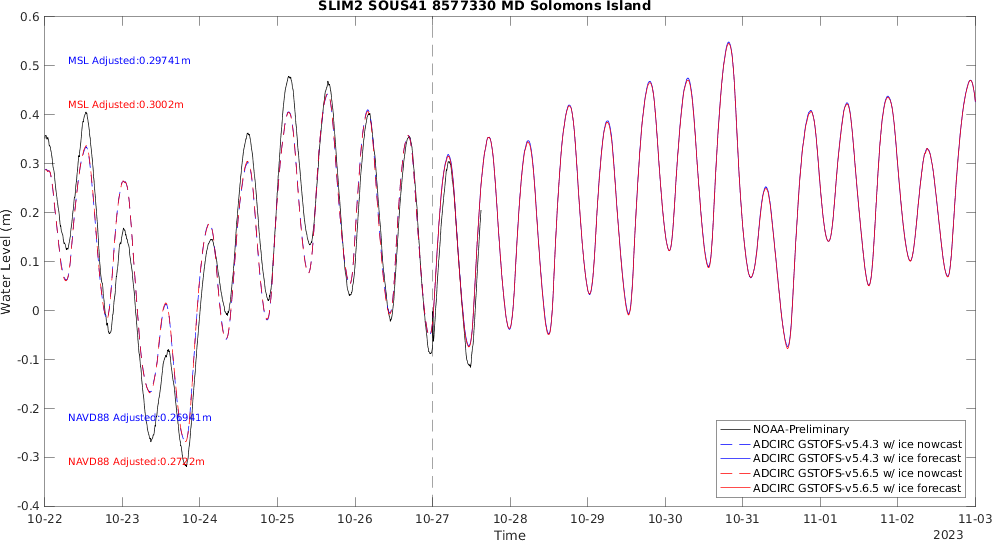 SLIM2 SOUS41 8577330 MD Solomons Island
0.6
0.5
0.4
0.3
0.2
0.1
0
-0.1
-0.2
-0.3
-0.4
Water Level (m)
MSL Adjusted:0.29741m
MSL Adjusted:0.3002m
NAVD88 Adjusted:0.26941m
NAVD88 Adjusted:0.2722m
NOAA-Preliminary
ADCIRC GSTOFS-v5.4.3 w/ ice nowcast
ADCIRC GSTOFS-v5.4.3 w/ ice forecast
ADCIRC GSTOFS-v5.6.5 w/ ice nowcast
ADCIRC GSTOFS-v5.6.5 w/ ice forecast
10-22 10-23 10-24 10-25 10-26 10-27 10-28 10-29 10-30 10-31 11-01 11-02 11-03
Time
2023